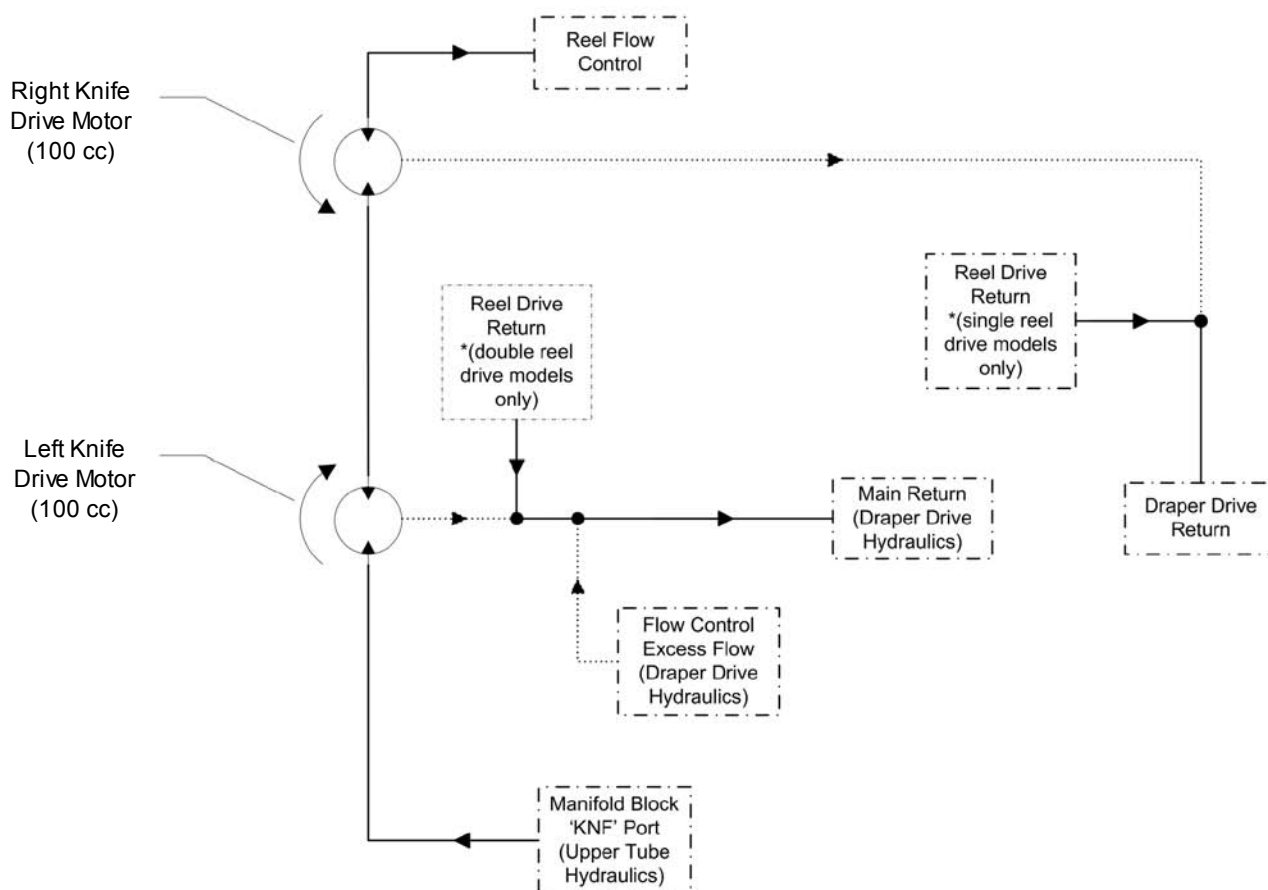 Reel Flow
Control
Right Knife
Drive Motor
(100 cc)
Reel Drive
Return
*(single reel
drive models
only)
Reel Drive
Return
*(double reel
drive models
only)
Left Knife
Drive Motor
(100 cc)
Main Return
(Draper Drive
Hydraulics)
Draper Drive
Return
Flow Control
Excess Flow
(Draper Drive
Hydraulics)
Manifold Block
‘KNF’ Port
(Upper Tube
Hydraulics)